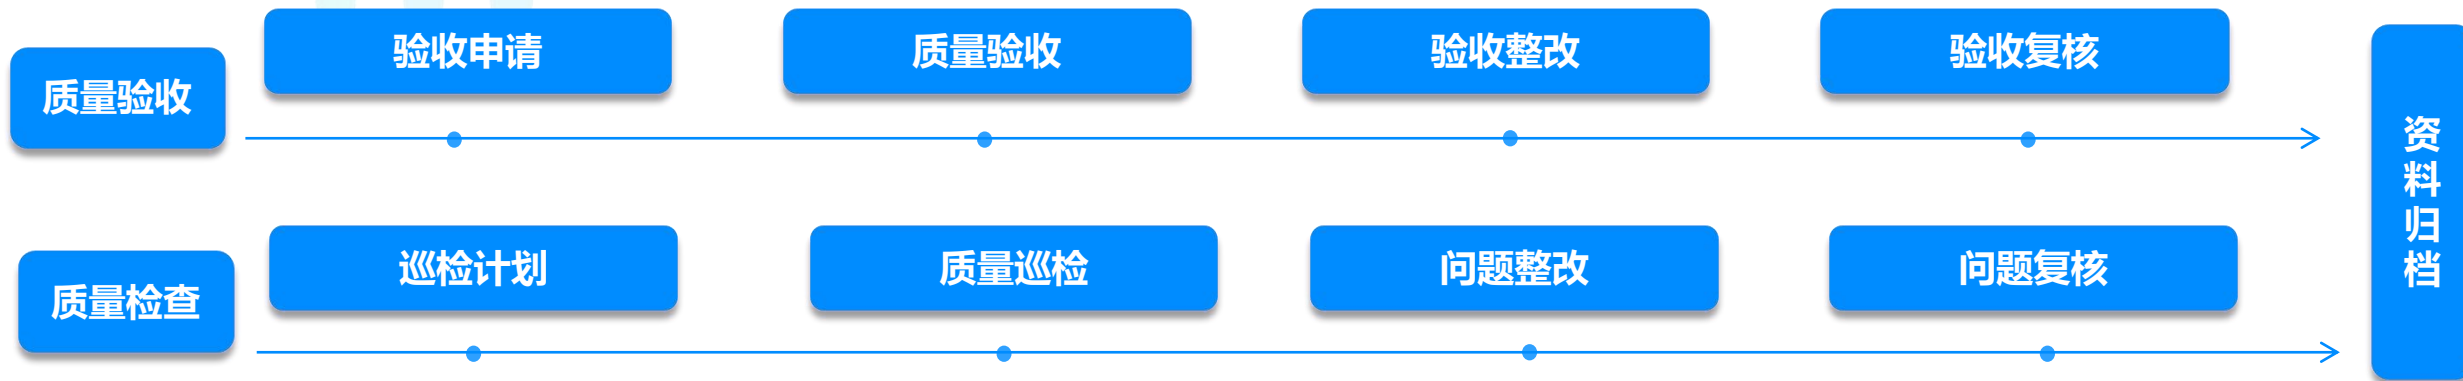 质量验收
验收申请
质量验收
验收整改
验收复核
质量检查
巡检计划
质量巡检
问题整改
问题复核
资料归档